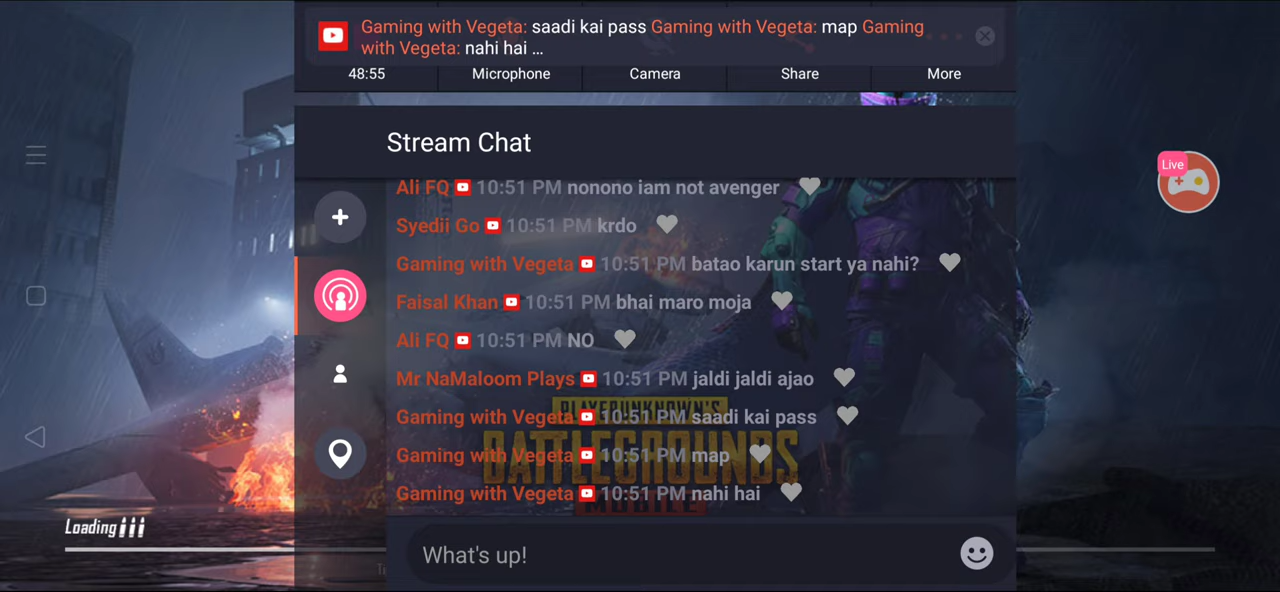 Gaming with Vegeta: saadi kai pass Gaming with Vegeta: map Gaming
with Vegeta: nahi hai ...
48:55 Microphone Camera Share More
Stream Chat
Live
Ali FQ 10:51 PM nonono iam not avenger
Syedii Go 10:51 PM krdo
Gaming with Vegeta 10:51 PM batao karun start ya nahi?
Faisal Khan 10:51 PM bhai maro moja
Ali FQ 10:51 PM NO
Mr NaMaloom Plays 10:51 PM jaldi jaldi ajao
Gaming with Vegeta 10:51 PM saadi kai pass
PLAYERUNKNOWN'S
Gaming with Vegeta 10:51 PM map
BATTLEGROUNDS
Gaming with Vegeta 10:51 PM nahi hai
MOBILE
Loading
What's up!